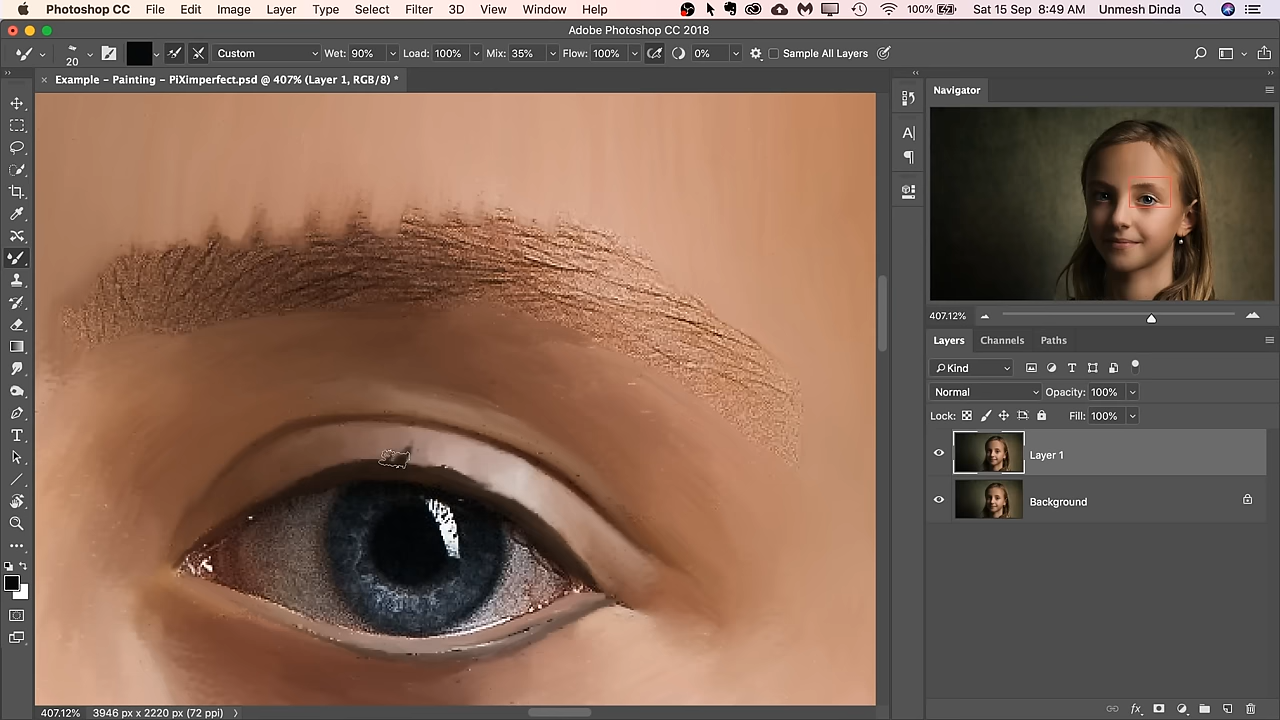 Photoshop CC File Edit Image Layer Type Select Filter 3D View Window Help 100% Sat 15 Sep 8:49 AM Unmesh Dinda
Adobe Photoshop CC 2018
20 Custom Wet: 90% Load: 100% Mix: 35% Flow: 100% 0% Sample All Layers
Example - Painting - PiXimperfect.psd @ 407% (Layer 1, RGB/8) *
Navigator
407.12%
Layers Channels Paths
Kind
Normal Opacity: 100%
Lock: Fill: 100%
Layer 1
Background
407.12% 3946 px x 2220 px (72 ppi)